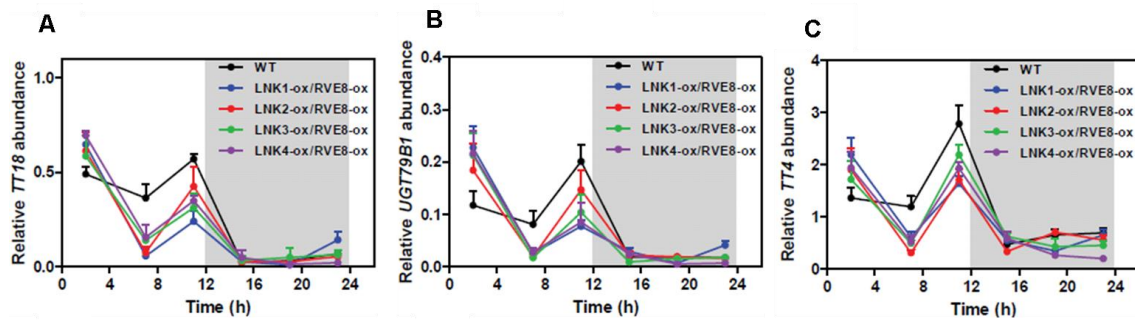 A
Relative TT18 abundance
1.0
0.5
0.0
0 4 8 12 16 20 24
Time (h)
WT
LNK1-ox/RVE8-ox
LNK2-ox/RVE8-ox
LNK3-ox/RVE8-ox
LNK4-ox/RVE8-ox
B
Relative UGT79B1 abundance
0.4
0.3
0.2
0.1
0.0
0 4 8 12 16 20 24
Time (h)
WT
LNK1-ox/RVE8-ox
LNK2-ox/RVE8-ox
LNK3-ox/RVE8-ox
LNK4-ox/RVE8-ox
C
Relative TT4 abundance
4
3
2
1
0
0 4 8 12 16 20 24
Time (h)
WT
LNK1-ox/RVE8-ox
LNK2-ox/RVE8-ox
LNK3-ox/RVE8-ox
LNK4-ox/RVE8-ox